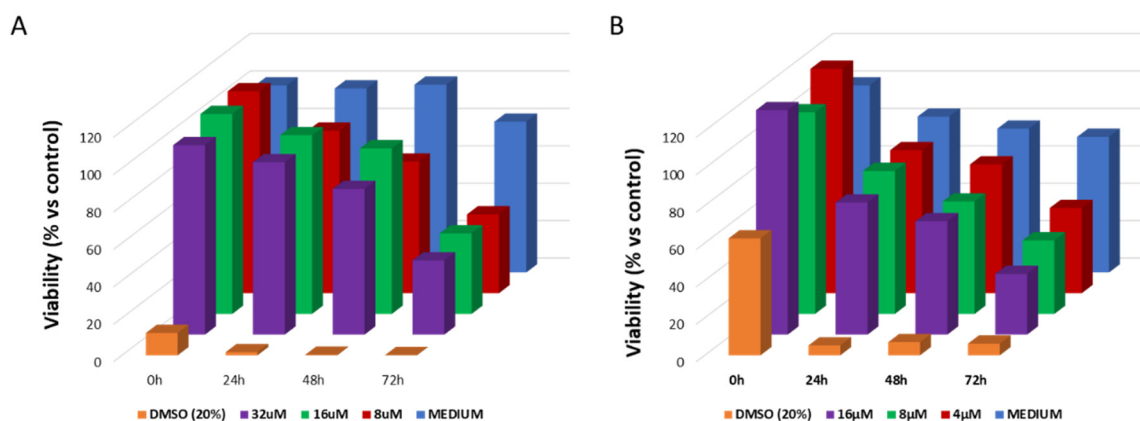 A
Viability (% vs control)
120
100
80
60
40
20
0
0h 24h 48h 72h
DMSO (20%) 32uM 16uM 8uM MEDIUM
B
Viability (% vs control)
120
100
80
60
40
20
0
0h 24h 48h 72h
DMSO (20%) 16µM 8µM 4µM MEDIUM